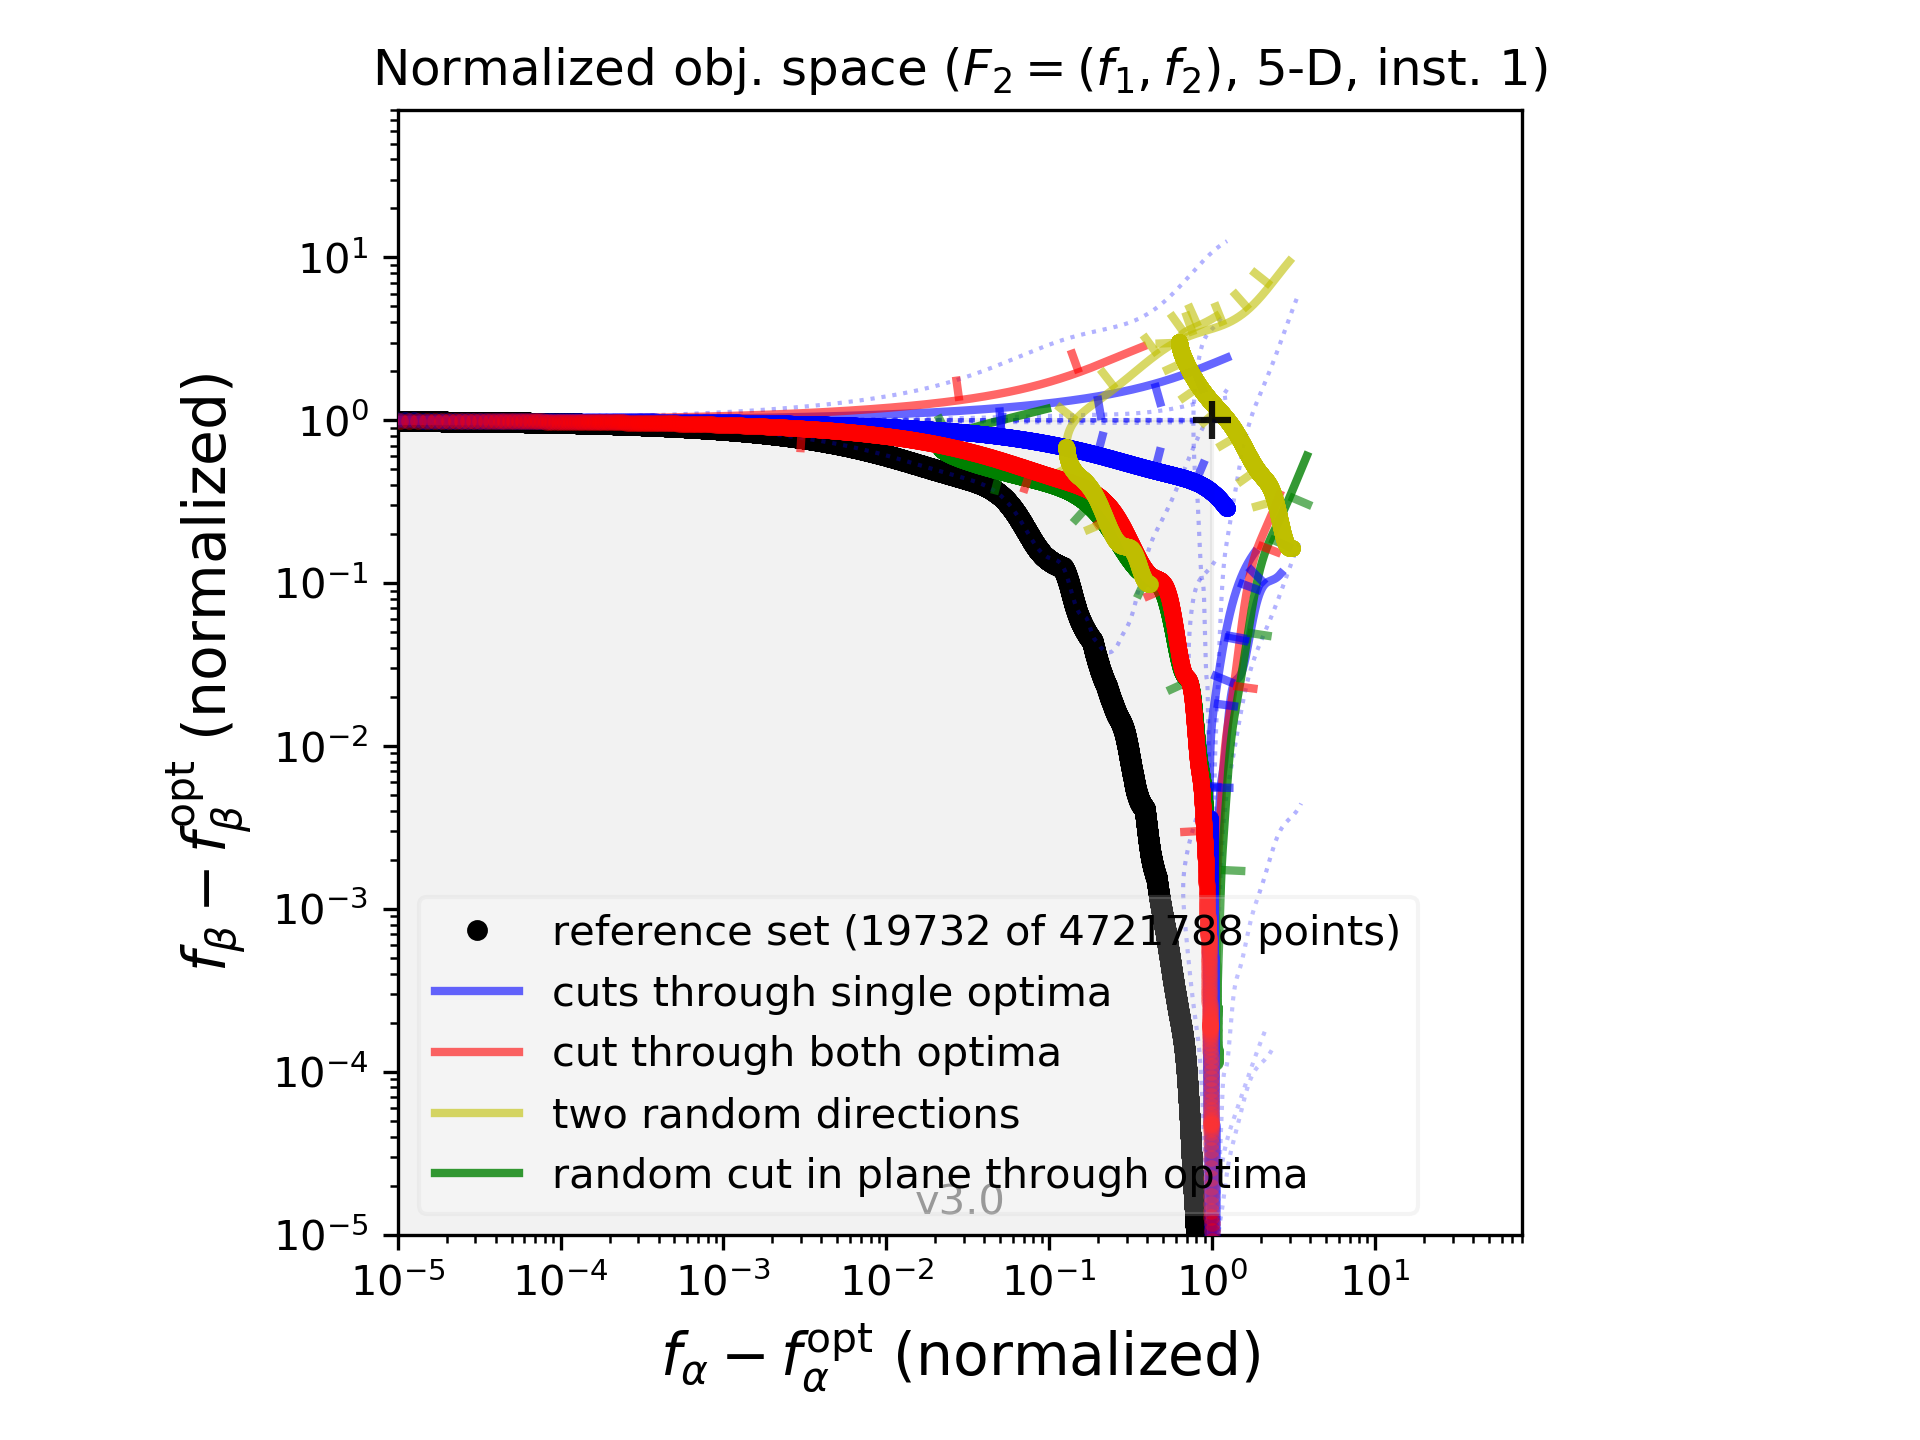 Normalized obj. space (F₂ = (f₁, f₂), 5-D, inst. 1)
f_β − f_β^opt (normalized)
10¹
10⁰
10⁻¹
10⁻²
10⁻³
10⁻⁴
10⁻⁵
reference set (19732 of 4721788 points)
cuts through single optima
cut through both optima
two random directions
random cut in plane through optima
v3.0
10⁻⁵ 10⁻⁴ 10⁻³ 10⁻² 10⁻¹ 10⁰ 10¹
f_α − f_α^opt (normalized)